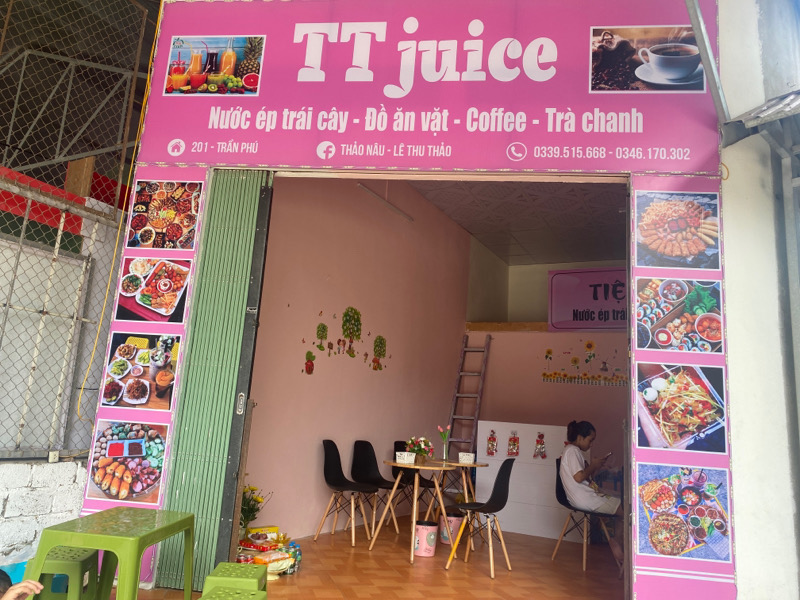 TT juice
Nước ép trái cây - Đồ ăn vặt - Coffee - Trà chanh
201 - TRẦN PHÚ
THẢO NÂU - LÊ THU THẢO
0339.515.668 - 0346.170.302
TIỆ
Nước ép trái